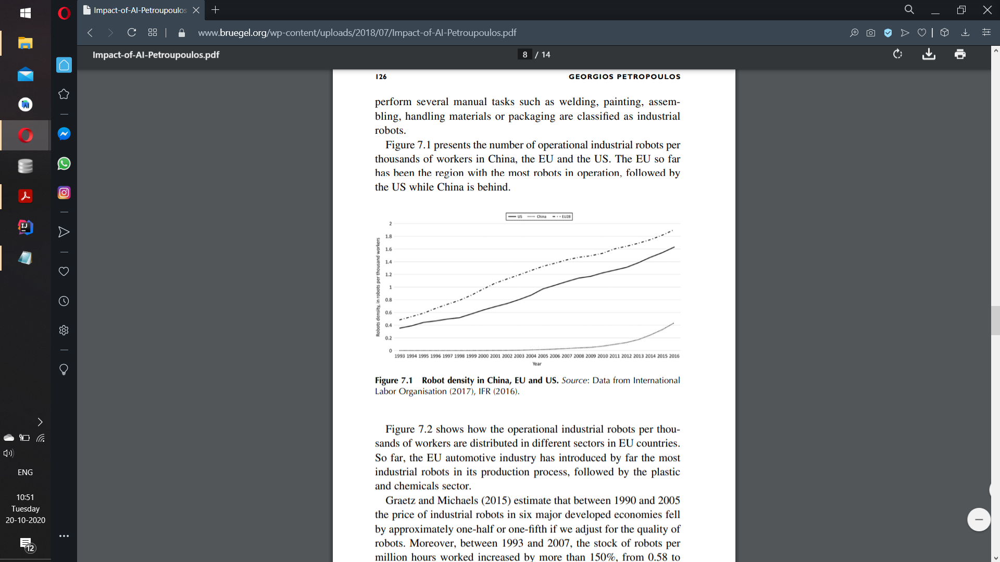 Impact-of-AI-Petroupoulos
www.bruegel.org/wp-content/uploads/2018/07/Impact-of-AI-Petroupoulos.pdf
Impact-of-AI-Petroupoulos.pdf
8 / 14
126 GEORGIOS PETROPOULOS
perform several manual tasks such as welding, painting, assem-
bling, handling materials or packaging are classified as industrial
robots.
Figure 7.1 presents the number of operational industrial robots per
thousands of workers in China, the EU and the US. The EU so far
has been the region with the most robots in operation, followed by
the US while China is behind.
US China EU28
Robots density, in robots per thousand workers
2
1.8
1.6
1.4
1.2
1
0.8
0.6
0.4
0.2
0
1993 1994 1995 1996 1997 1998 1999 2000 2001 2002 2003 2004 2005 2006 2007 2008 2009 2010 2011 2012 2013 2014 2015 2016
Year
Figure 7.1 Robot density in China, EU and US. Source: Data from International
Labor Organisation (2017), IFR (2016).
Figure 7.2 shows how the operational industrial robots per thou-
sands of workers are distributed in different sectors in EU countries.
So far, the EU automotive industry has introduced by far the most
industrial robots in its production process, followed by the plastic
and chemicals sector.
Graetz and Michaels (2015) estimate that between 1990 and 2005
the price of industrial robots in six major developed economies fell
by approximately one-half or one-fifth if we adjust for the quality of
robots. Moreover, between 1993 and 2007, the stock of robots per
million hours worked increased by more than 150%, from 0.58 to
AI
IJ
ENG
10:51
Tuesday
20-10-2020
12